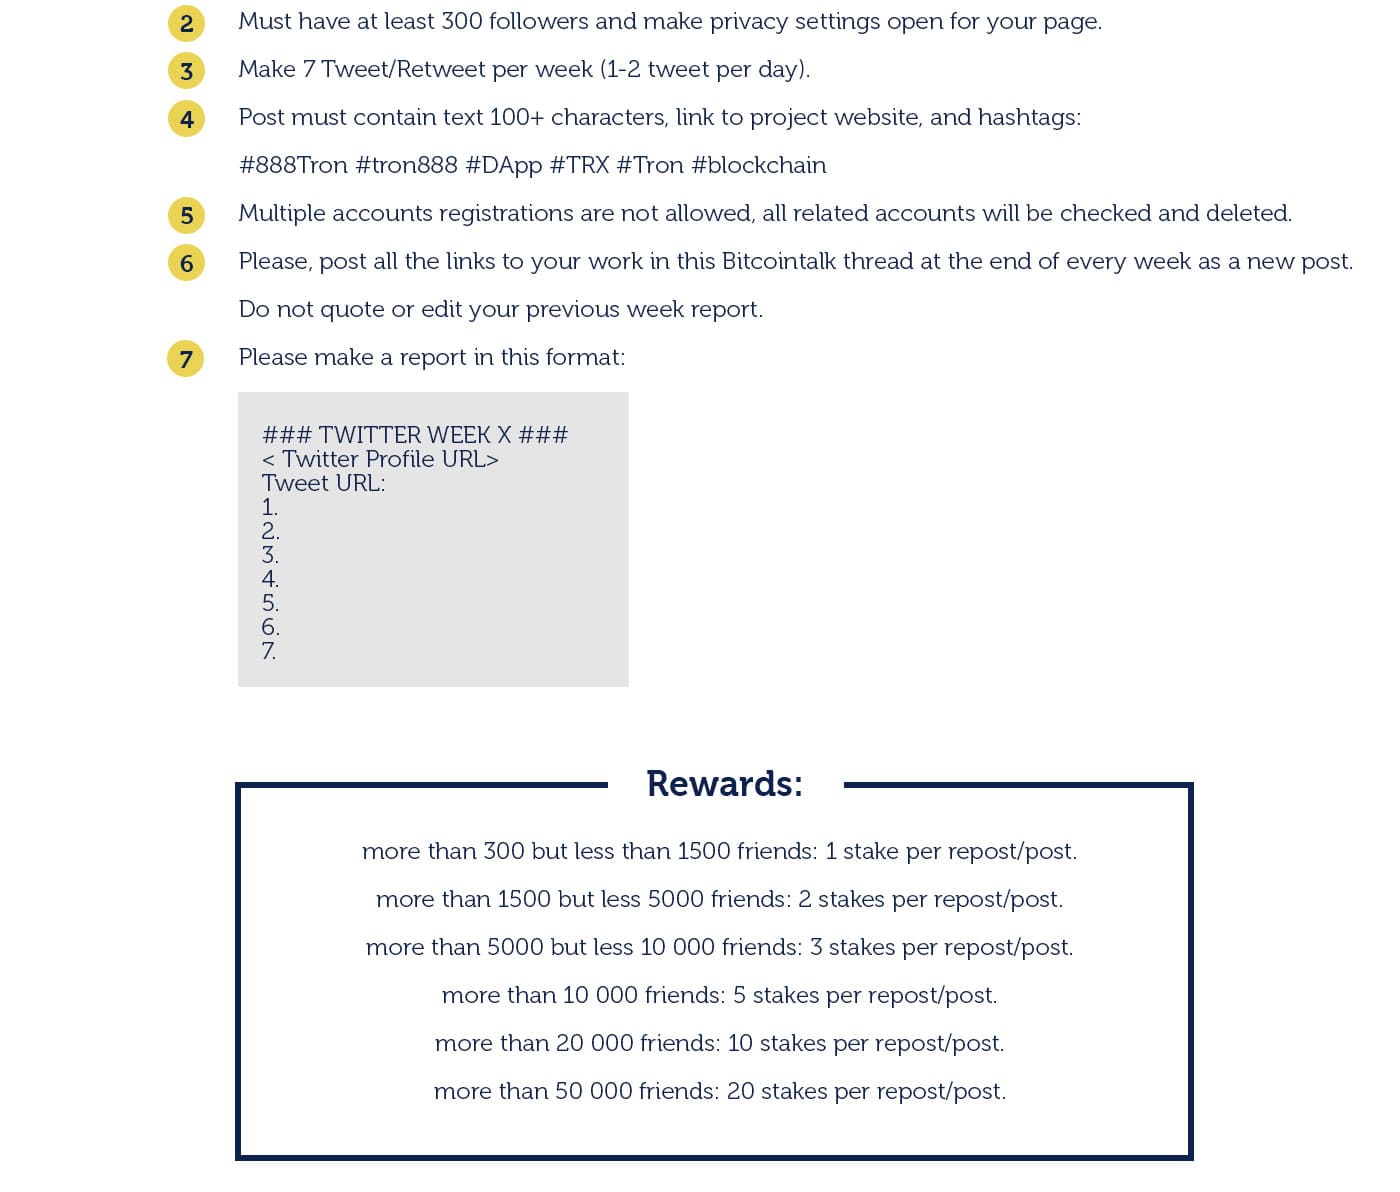 2 Must have at least 300 followers and make privacy settings open for your page.
3 Make 7 Tweet/Retweet per week (1-2 tweet per day).
4 Post must contain text 100+ characters, link to project website, and hashtags:
#888Tron #tron888 #DApp #TRX #Tron #blockchain
5 Multiple accounts registrations are not allowed, all related accounts will be checked and deleted.
6 Please, post all the links to your work in this Bitcointalk thread at the end of every week as a new post.
Do not quote or edit your previous week report.
7 Please make a report in this format:
### TWITTER WEEK X ###
< Twitter Profile URL>
Tweet URL:
1.
2.
3.
4.
5.
6.
7.
Rewards:
more than 300 but less than 1500 friends: 1 stake per repost/post.
more than 1500 but less 5000 friends: 2 stakes per repost/post.
more than 5000 but less 10 000 friends: 3 stakes per repost/post.
more than 10 000 friends: 5 stakes per repost/post.
more than 20 000 friends: 10 stakes per repost/post.
more than 50 000 friends: 20 stakes per repost/post.